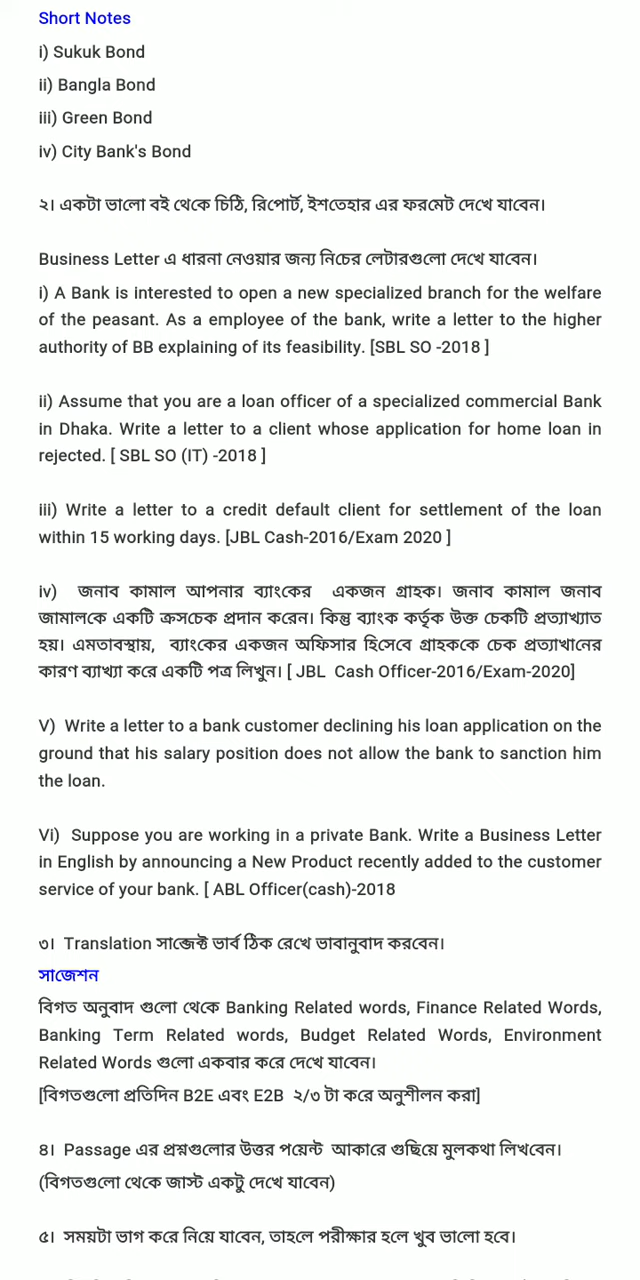 Short Notes
i) Sukuk Bond
ii) Bangla Bond
iii) Green Bond
iv) City Bank's Bond
২। একটা ভালো বই থেকে চিঠি, রিপোর্ট, ইশতেহার এর ফরমেট দেখে যাবেন।
Business Letter এ ধারনা নেওয়ার জন্য নিচের লেটারগুলো দেখে যাবেন।
i) A Bank is interested to open a new specialized branch for the welfare
of the peasant. As a employee of the bank, write a letter to the higher
authority of BB explaining of its feasibility. [SBL SO -2018 ]
ii) Assume that you are a loan officer of a specialized commercial Bank
in Dhaka. Write a letter to a client whose application for home loan in
rejected. [ SBL SO (IT) -2018 ]
iii) Write a letter to a credit default client for settlement of the loan
within 15 working days. [JBL Cash-2016/Exam 2020 ]
iv) জনাব কামাল আপনার ব্যাংকের একজন গ্রাহক। জনাব কামাল জনাব
জামালকে একটি ক্রসচেক প্রদান করেন। কিন্তু ব্যাংক কর্তৃক উক্ত চেকটি প্রত্যাখ্যাত
হয়। এমতাবস্থায়, ব্যাংকের একজন অফিসার হিসেবে গ্রাহককে চেক প্রত্যাখানের
কারণ ব্যাখ্যা করে একটি পত্র লিখুন। [ JBL Cash Officer-2016/Exam-2020]
V) Write a letter to a bank customer declining his loan application on the
ground that his salary position does not allow the bank to sanction him
the loan.
Vi) Suppose you are working in a private Bank. Write a Business Letter
in English by announcing a New Product recently added to the customer
service of your bank. [ ABL Officer(cash)-2018
৩। Translation সাব্জেক্ট ভার্ব ঠিক রেখে ভাবানুবাদ করবেন।
সাজেশন
বিগত অনুবাদ গুলো থেকে Banking Related words, Finance Related Words,
Banking Term Related words, Budget Related Words, Environment
Related Words গুলো একবার করে দেখে যাবেন।
[বিগতগুলো প্রতিদিন B2E এবং E2B ২/৩ টা করে অনুশীলন করা]
৪। Passage এর প্রশ্নগুলোর উত্তর পয়েন্ট আকারে গুছিয়ে মুলকথা লিখবেন।
(বিগতগুলো থেকে জাস্ট একটু দেখে যাবেন)
৫। সময়টা ভাগ করে নিয়ে যাবেন, তাহলে পরীক্ষার হলে খুব ভালো হবে।